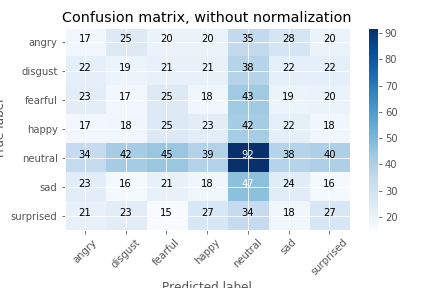 Confusion matrix, without normalization
angry 17 25 20 20 35 28 20
disgust 22 19 21 21 38 22 22
fearful 23 17 25 18 43 19 20
happy 17 18 25 23 42 22 18
neutral 34 42 45 39 92 38 40
sad 23 16 21 18 47 24 16
surprised 21 23 15 27 34 18 27
angry disgust fearful happy neutral sad surprised
Predicted label
True label
90
80
70
60
50
40
30
20